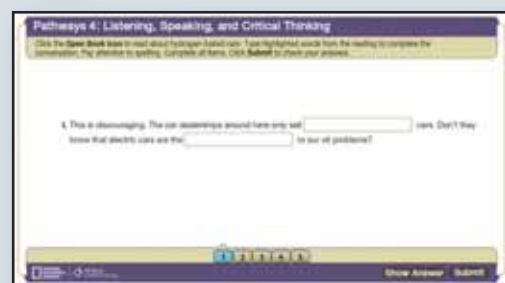 Pathways 4: Listening, Speaking, and Critical Thinking
Click the Open Book icon to read about hydrogen-based cars. Type highlighted words from the reading to complete the
conversation. Pay attention to spelling. Complete all items. Click Submit to check your answers.
1. This is discouraging. The car dealerships around here only sell cars. Don't they
know that electric cars are the to our oil problems?
1 2 3 4 5
Show Answer Submit